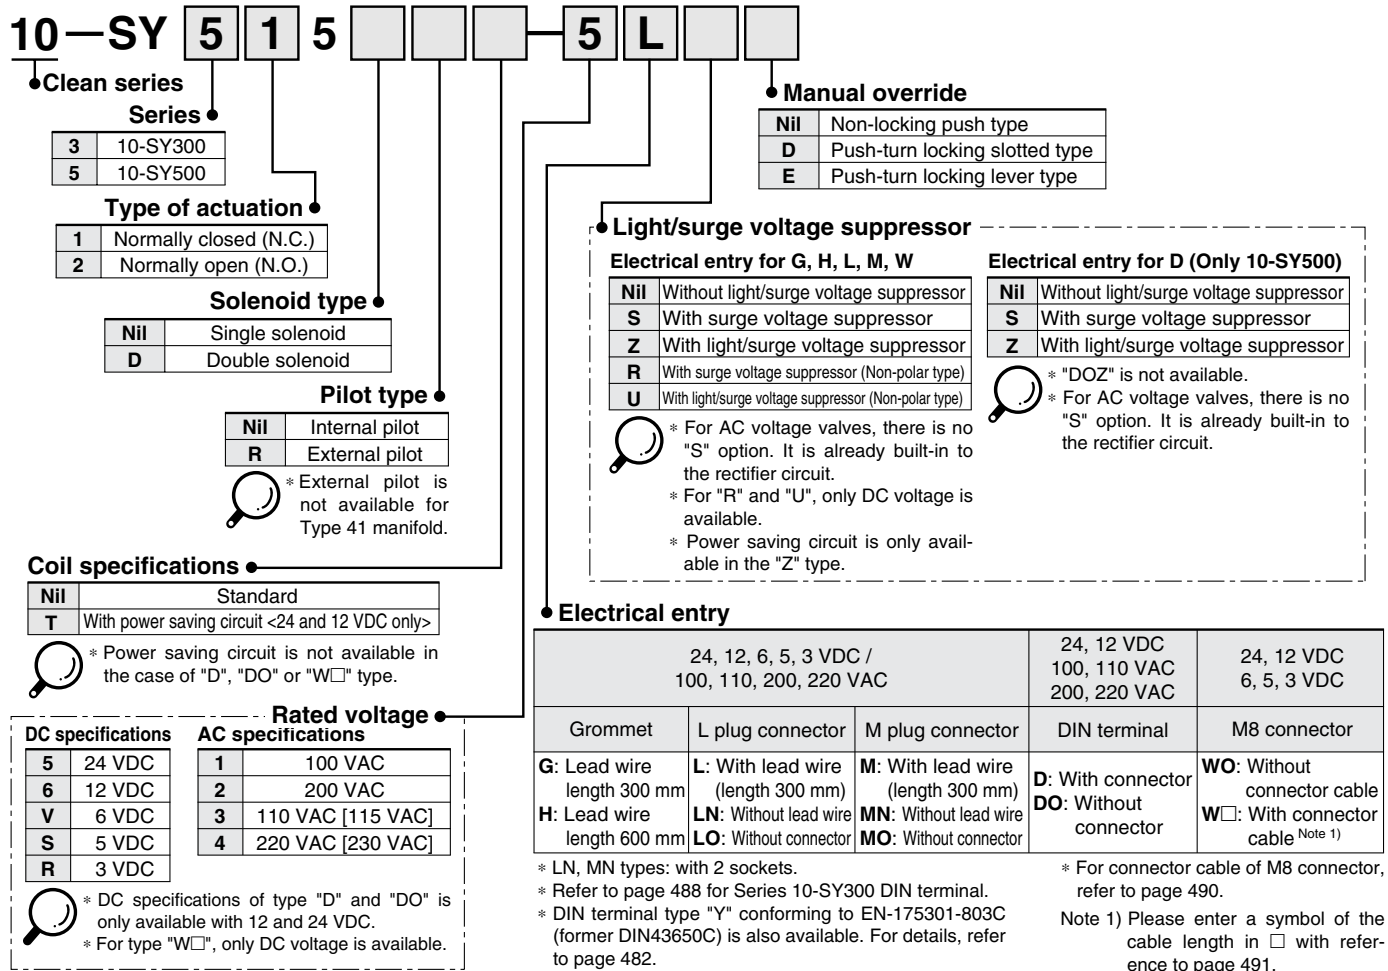 10-SY 5 1 5 □ □ □-5 L □ □
Clean series
Series
3 10-SY300
5 10-SY500
Type of actuation
1 Normally closed (N.C.)
2 Normally open (N.O.)
Solenoid type
Nil Single solenoid
D Double solenoid
Pilot type
Nil Internal pilot
R External pilot
* External pilot is
not available for
Type 41 manifold.
Coil specifications
Nil Standard
T With power saving circuit <24 and 12 VDC only>
* Power saving circuit is not available in
the case of "D", "DO" or "W□" type.
Rated voltage
DC specifications
5 24 VDC
6 12 VDC
V 6 VDC
S 5 VDC
R 3 VDC
AC specifications
1 100 VAC
2 200 VAC
3 110 VAC [115 VAC]
4 220 VAC [230 VAC]
* DC specifications of type "D" and "DO" is
only available with 12 and 24 VDC.
* For type "W□", only DC voltage is available.
Manual override
Nil Non-locking push type
D Push-turn locking slotted type
E Push-turn locking lever type
Light/surge voltage suppressor
Electrical entry for G, H, L, M, W
Nil Without light/surge voltage suppressor
S With surge voltage suppressor
Z With light/surge voltage suppressor
R With surge voltage suppressor (Non-polar type)
U With light/surge voltage suppressor (Non-polar type)
* For AC voltage valves, there is no
"S" option. It is already built-in to
the rectifier circuit.
* For "R" and "U", only DC voltage is
available.
* Power saving circuit is only avail-
able in the "Z" type.
Electrical entry for D (Only 10-SY500)
Nil Without light/surge voltage suppressor
S With surge voltage suppressor
Z With light/surge voltage suppressor
* "DOZ" is not available.
* For AC voltage valves, there is no
"S" option. It is already built-in to
the rectifier circuit.
Electrical entry
24, 12, 6, 5, 3 VDC /
100, 110, 200, 220 VAC
24, 12 VDC
100, 110 VAC
200, 220 VAC
24, 12 VDC
6, 5, 3 VDC
Grommet
L plug connector
M plug connector
DIN terminal
M8 connector
G: Lead wire
length 300 mm
H: Lead wire
length 600 mm
L: With lead wire
(length 300 mm)
LN: Without lead wire
LO: Without connector
M: With lead wire
(length 300 mm)
MN: Without lead wire
MO: Without connector
D: With connector
DO: Without
connector
WO: Without
connector cable
W□: With connector
cable Note 1)
* LN, MN types: with 2 sockets.
* Refer to page 488 for Series 10-SY300 DIN terminal.
* DIN terminal type "Y" conforming to EN-175301-803C
(former DIN43650C) is also available. For details, refer
to page 482.
* For connector cable of M8 connector,
refer to page 490.
Note 1) Please enter a symbol of the
cable length in □ with refer-
ence to page 491.